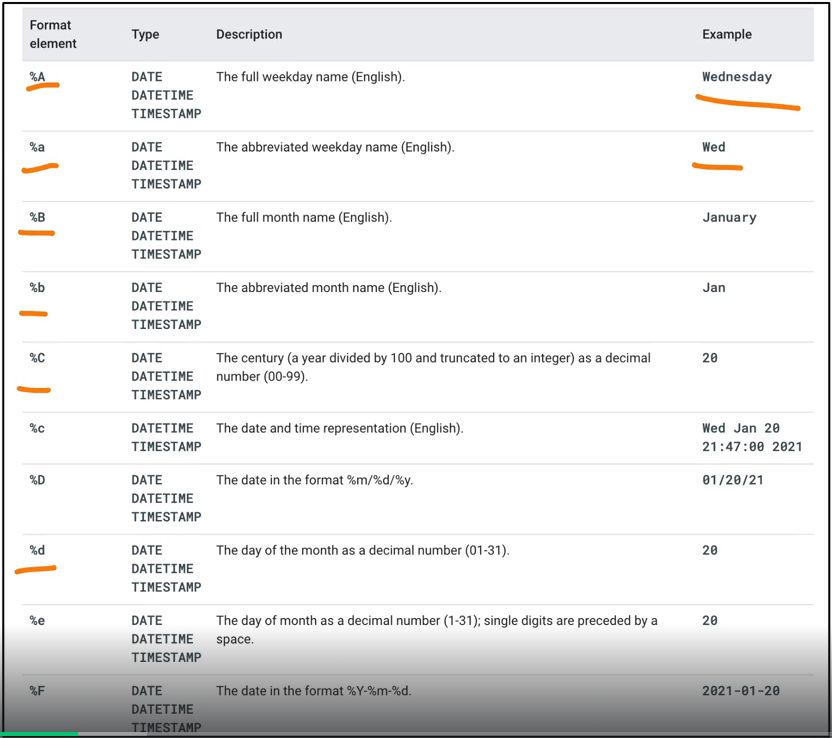 Format element Type Description Example
%A DATE The full weekday name (English). Wednesday
DATETIME
TIMESTAMP
%a DATE The abbreviated weekday name (English). Wed
DATETIME
TIMESTAMP
%B DATE The full month name (English). January
DATETIME
TIMESTAMP
%b DATE The abbreviated month name (English). Jan
DATETIME
TIMESTAMP
%C DATE The century (a year divided by 100 and truncated to an integer) as a decimal 20
DATETIME number (00-99).
TIMESTAMP
%c DATETIME The date and time representation (English). Wed Jan 20
TIMESTAMP 21:47:00 2021
%D DATE The date in the format %m/%d/%y. 01/20/21
DATETIME
TIMESTAMP
%d DATE The day of the month as a decimal number (01-31). 20
DATETIME
TIMESTAMP
%e DATE The day of month as a decimal number (1-31); single digits are preceded by a 20
DATETIME space.
TIMESTAMP
%F DATE The date in the format %Y-%m-%d. 2021-01-20
DATETIME
TIMESTAMP